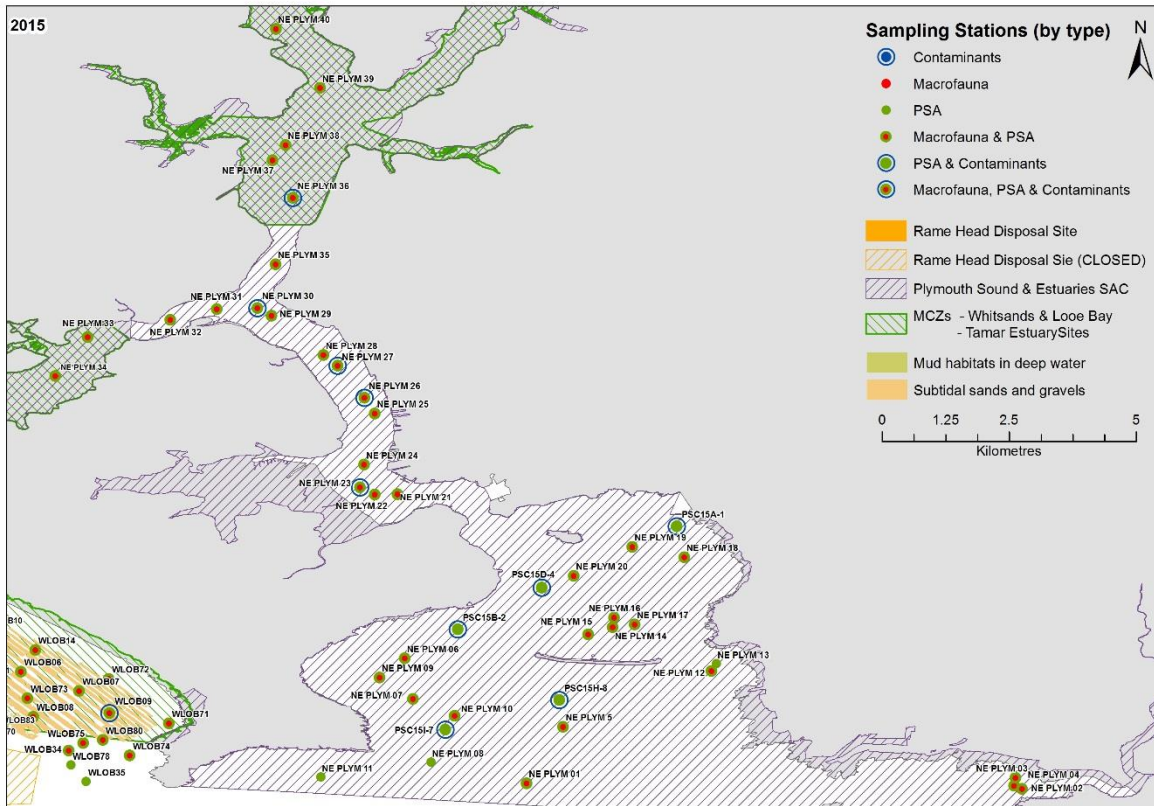 2015
NE PLYM 40
NE PLYM 39
NE PLYM 38
NE PLYM 37
NE PLYM 36
NE PLYM 35
NE PLYM 31
NE PLYM 30
NE PLYM 29
NE PLYM 32
NE PLYM 33
NE PLYM 34
NE PLYM 28
NE PLYM 27
NE PLYM 26
NE PLYM 25
NE PLYM 24
NE PLYM 23
NE PLYM 22
NE PLYM 21
PSC15A-1
NE PLYM 19
NE PLYM 18
NE PLYM 20
PSC15D-4
NE PLYM 16
NE PLYM 17
NE PLYM 15
NE PLYM 14
PSC15B-2
NE PLYM 06
NE PLYM 09
NE PLYM 13
NE PLYM 12
NE PLYM 07
NE PLYM 10
PSC15H-8
NE PLYM 5
PSC15I-7
NE PLYM 08
NE PLYM 11
NE PLYM 01
NE PLYM 03
NE PLYM 04
NE PLYM 02
B10
WLOB14
WLOB06
WLOB72
WLOB07
WLOB73
WLOB08
WLOB09
WLOB71
WLOB83
70
WLOB75
WLOB80
WLOB34
WLOB74
WLOB78
WLOB35
Sampling Stations (by type)
Contaminants
Macrofauna
PSA
Macrofauna & PSA
PSA & Contaminants
Macrofauna, PSA & Contaminants
Rame Head Disposal Site
Rame Head Disposal Sie (CLOSED)
Plymouth Sound & Estuaries SAC
MCZs - Whitsands & Looe Bay
- Tamar EstuarySites
Mud habitats in deep water
Subtidal sands and gravels
0 1.25 2.5 5
Kilometres
N